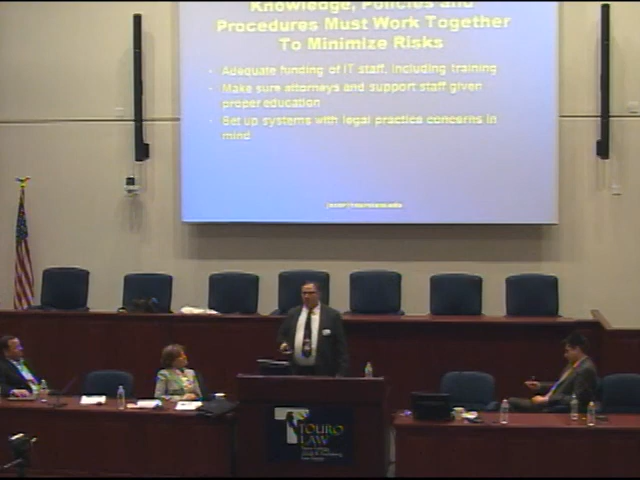 Knowledge, Policies and
Procedures Must Work Together
To Minimize Risks
- Adequate funding of IT staff, including training
- Make sure attorneys and support staff given
proper education
- Set up systems with legal practice concerns in
mind
TOURO
LAW